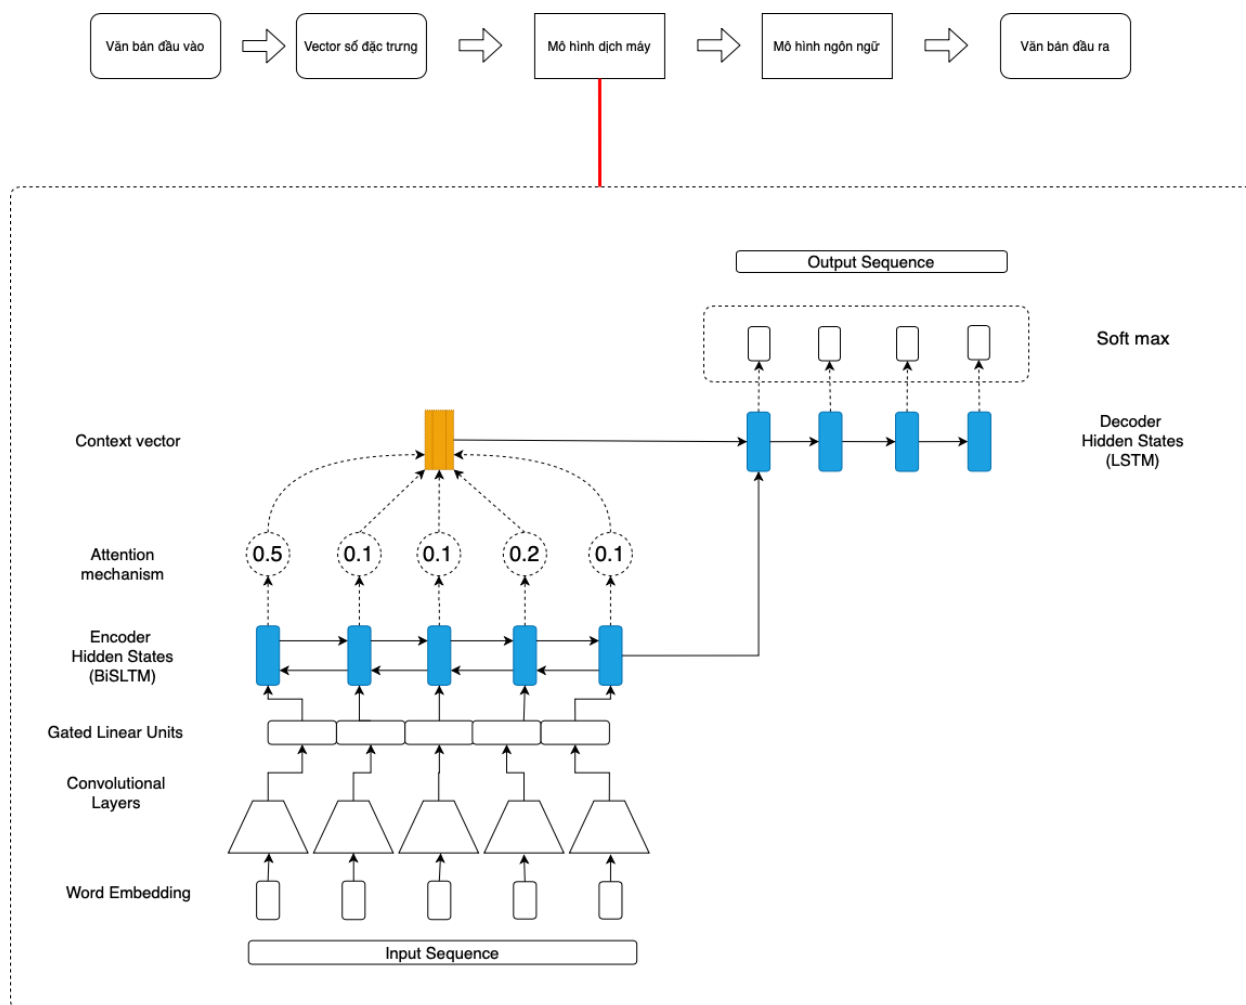 Văn bản đầu vào
Vector số đặc trưng
Mô hình dịch máy
Mô hình ngôn ngữ
Văn bản đầu ra
Output Sequence
Soft max
Context vector
Decoder
Hidden States
(LSTM)
Attention
mechanism
0.5
0.1
0.1
0.2
0.1
Encoder
Hidden States
(BiSLTM)
Gated Linear Units
Convolutional
Layers
Word Embedding
Input Sequence